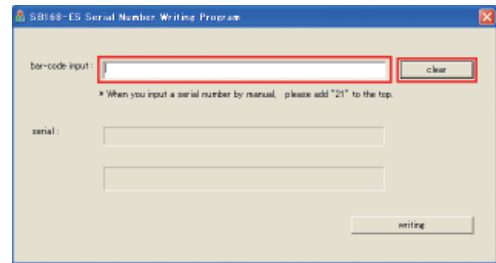 SB168-ES Serial Number Writing Program
bar-code input :
clear
* When you input a serial number by manual, please add "21" to the top.
serial :
writing